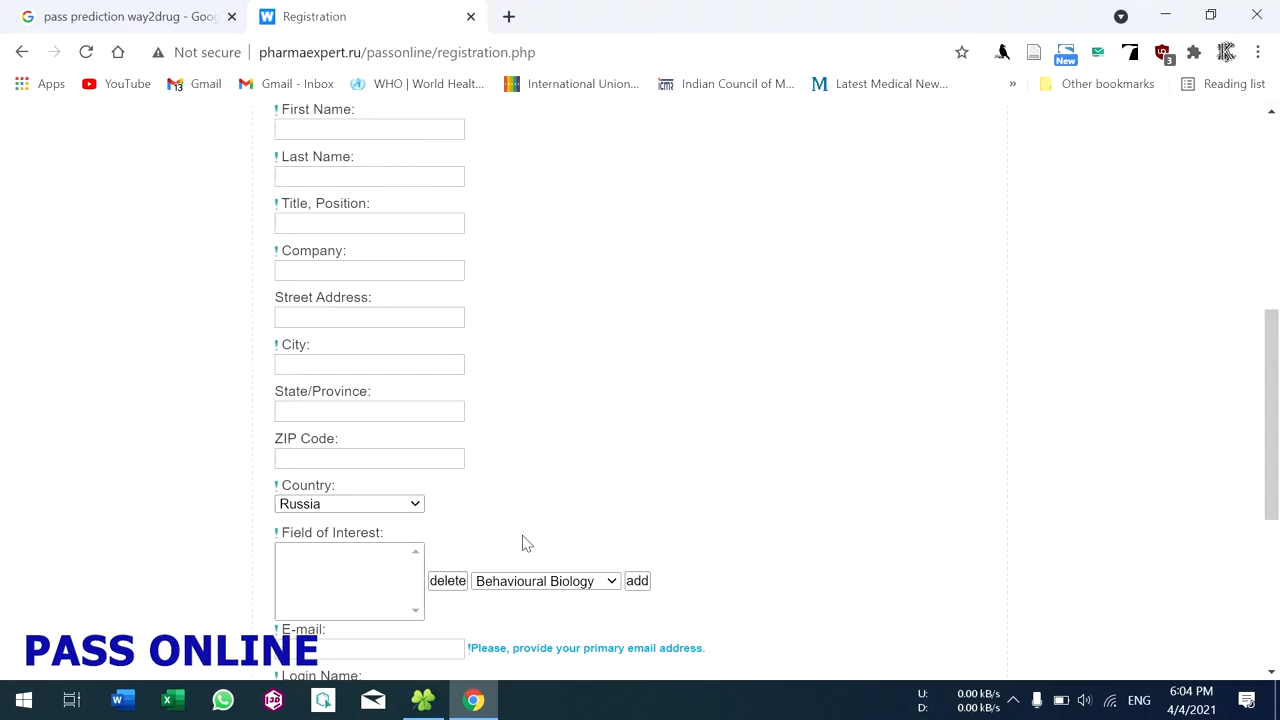 pass prediction way2drug - Goog
Registration
Not secure
pharmaexpert.ru/passonline/registration.php
3
New
Apps
YouTube
Gmail
Gmail - Inbox
WHO | World Healt...
International Union...
Indian Council of M...
Latest Medical New...
»
Other bookmarks
Reading list
! First Name:
! Last Name:
! Title, Position:
! Company:
Street Address:
! City:
State/Province:
ZIP Code:
! Country:
Russia
! Field of Interest:
delete
Behavioural Biology
add
! E-mail:
!Please, provide your primary email address.
! Login Name:
PASS ONLINE
U: 0.00 kB/s
D: 0.00 kB/s
ENG
6:04 PM
4/4/2021